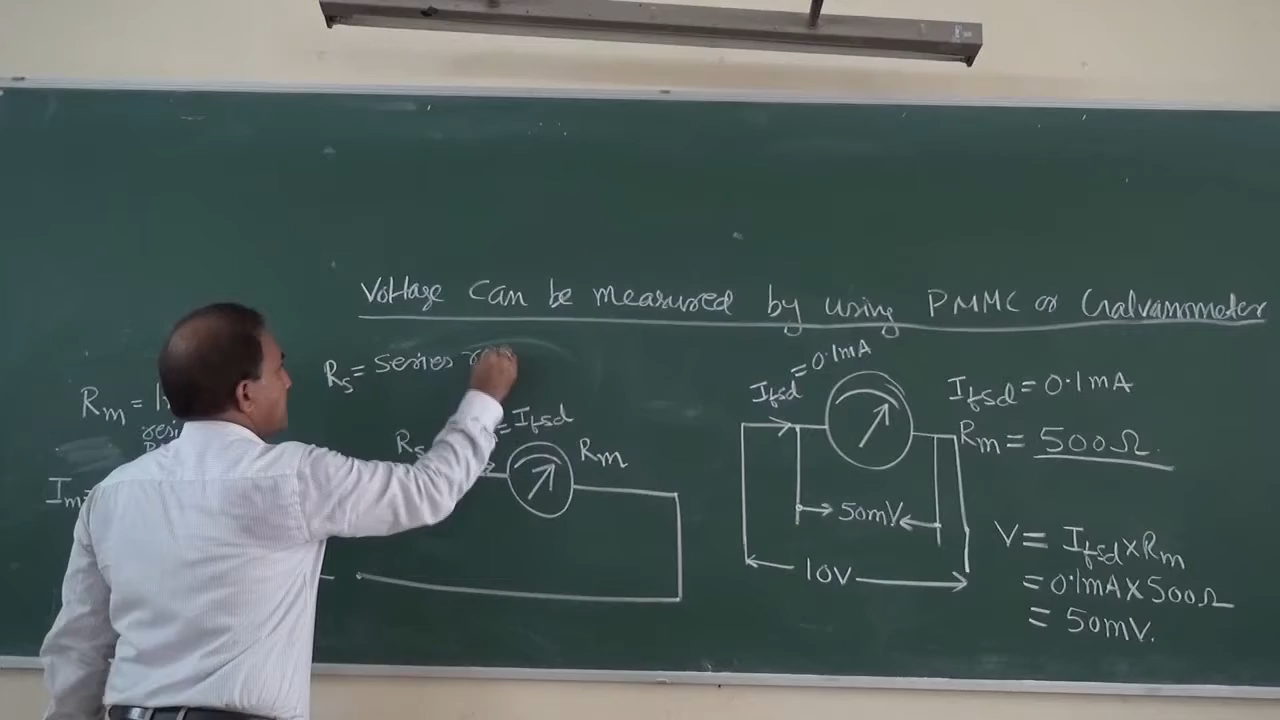 Voltage can be measured by using PMMC or Galvanometer
Rs = Series
Rm =
Im =
Rs
= Ifsd
Rm
Ifsd = 0.1mA
50mV
10V
Ifsd = 0.1mA
Rm = 500Ω
V = Ifsd x Rm
= 0.1mA x 500Ω
= 50mV.